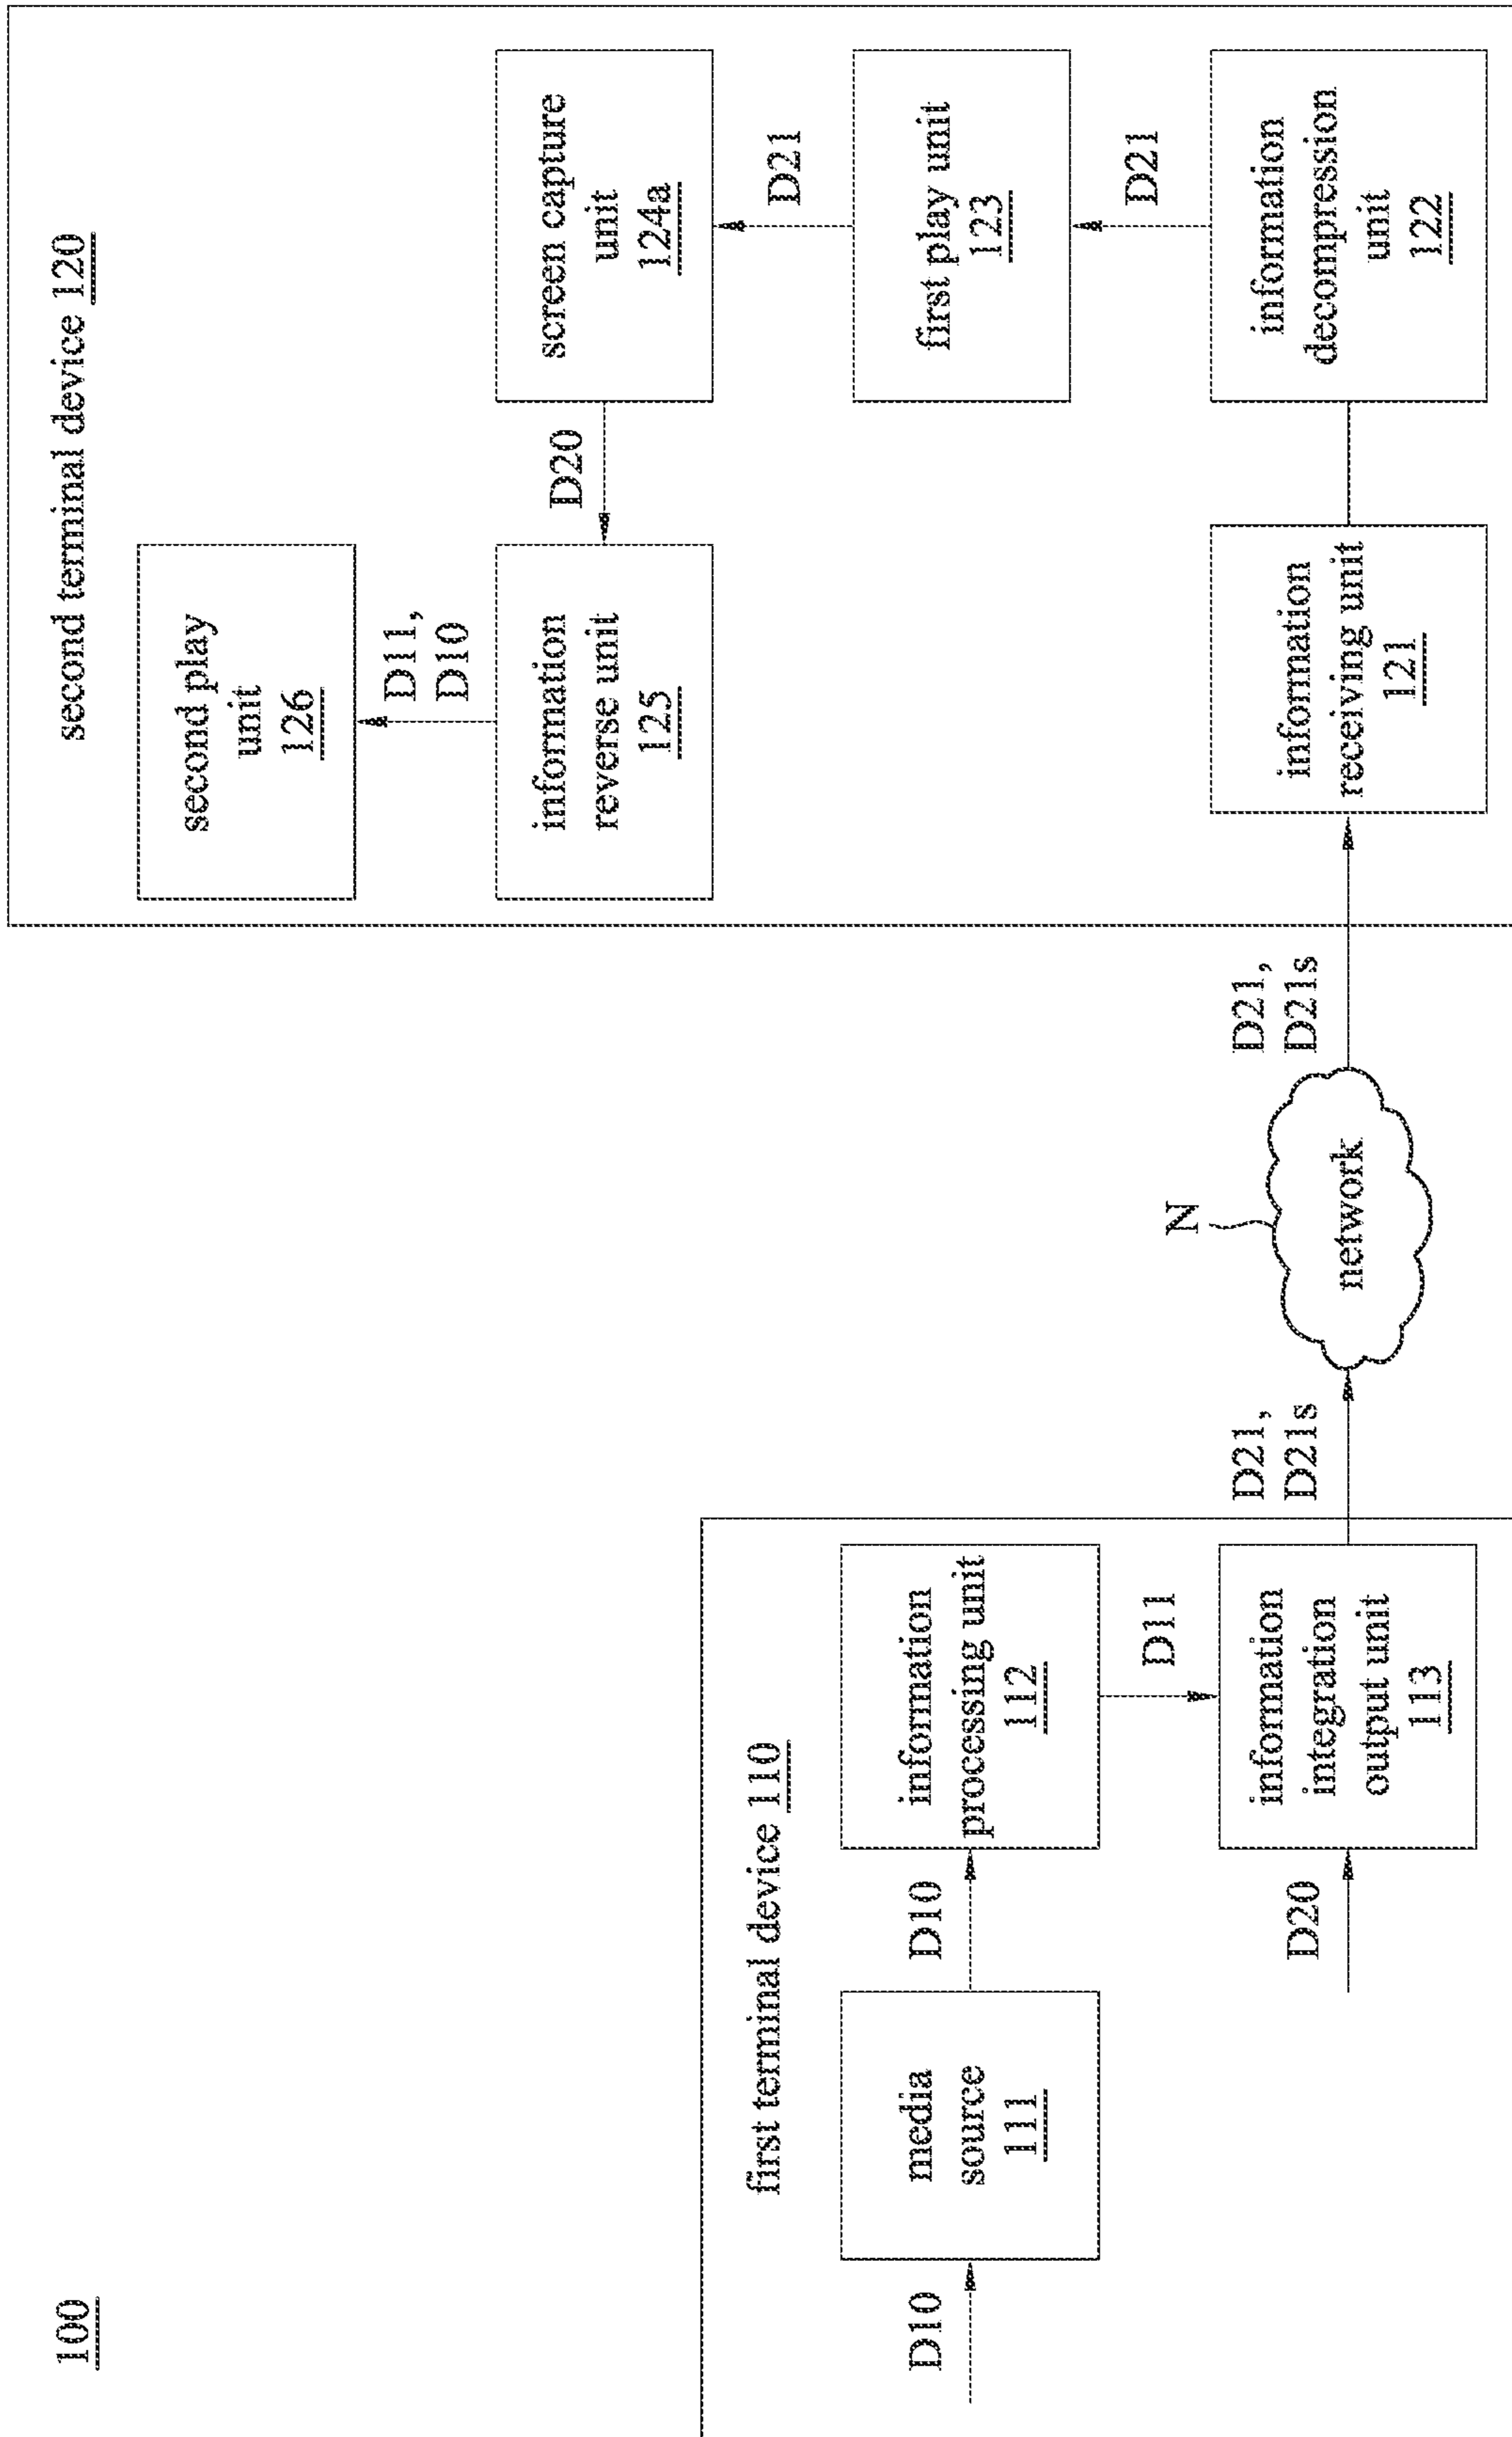 100
first terminal device 110
D10
media
source
111
D10
information
processing unit
112
D11
D20
information
integration
output unit
113
D21,
D21s
N
network
D21,
D21s
second terminal device 120
information
receiving unit
121
information
decompression
unit
122
D21
first play unit
123
D21
screen capture
unit
124a
D20
information
reverse unit
125
D11,
D10
second play
unit
126